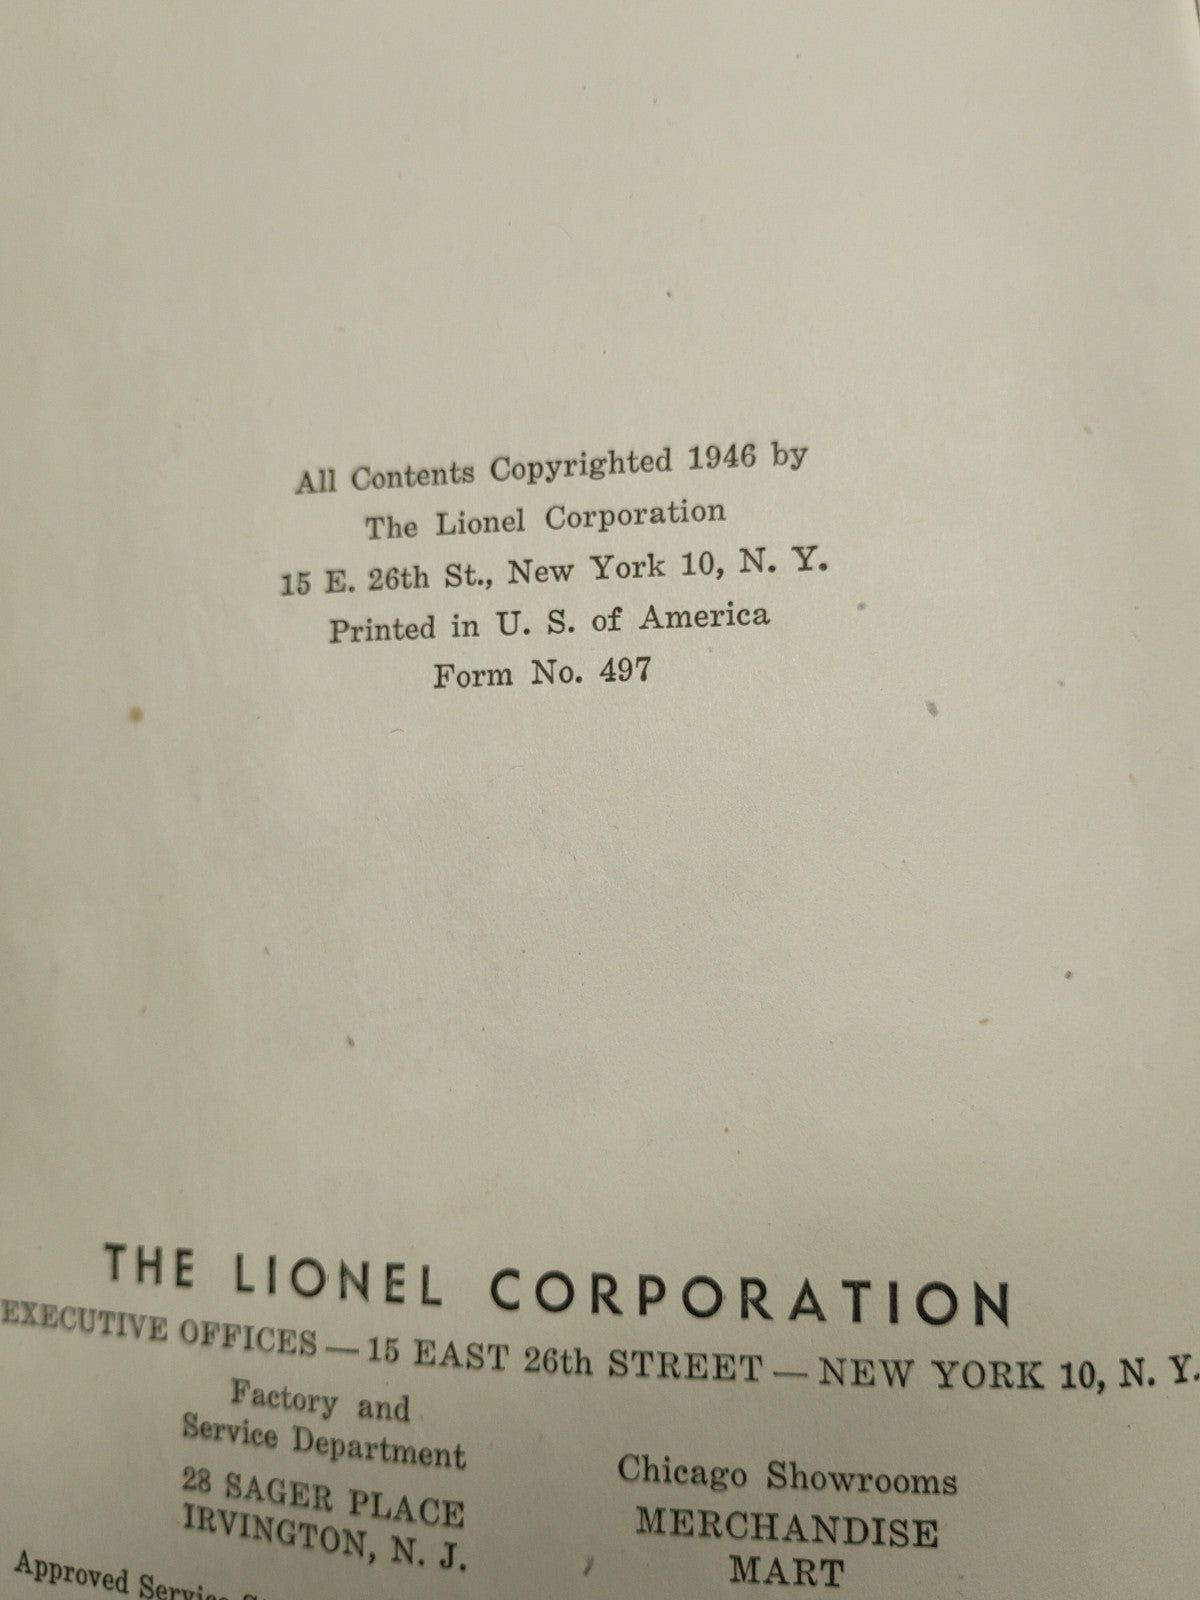 All Contents Copyrighted 1946 by
The Lionel Corporation
15 E. 26th St., New York 10, N. Y.
Printed in U. S. of America
Form No. 497
THE LIONEL CORPORATION
EXECUTIVE OFFICES — 15 EAST 26th STREET — NEW YORK 10, N. Y.
Factory and
Service Department
28 SAGER PLACE
IRVINGTON, N. J.
Chicago Showrooms
MERCHANDISE
MART
Approved Service